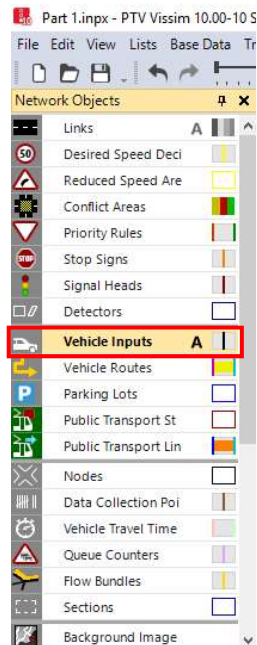 Part 1.inpx - PTV Vissim 10.00-10 S
File Edit View Lists Base Data Tr
Network Objects
Links A
50 Desired Speed Deci
Reduced Speed Are
Conflict Areas
Priority Rules
STOP Stop Signs
Signal Heads
Detectors
Vehicle Inputs A
Vehicle Routes
P Parking Lots
Public Transport St
Public Transport Lin
Nodes
Data Collection Poi
Vehicle Travel Time
Queue Counters
Flow Bundles
Sections
Background Image